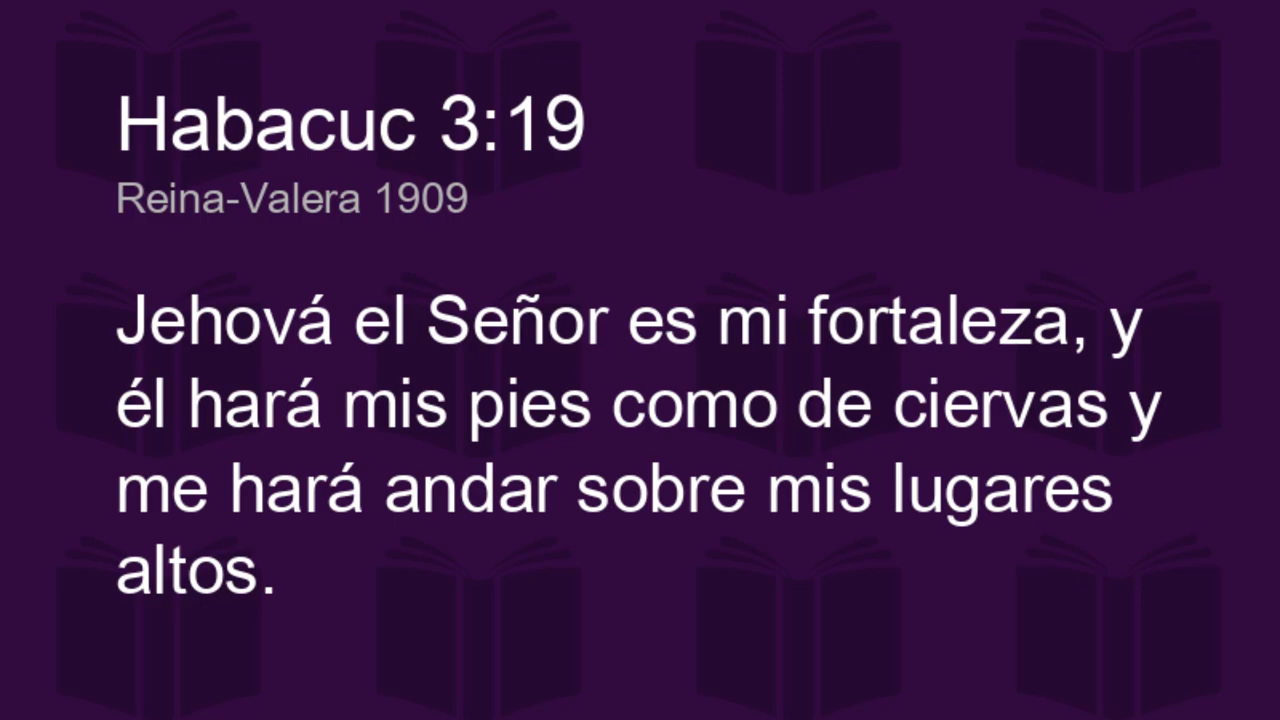 Habacuc 3:19
Reina-Valera 1909
Jehová el Señor es mi fortaleza, y
él hará mis pies como de ciervas y
me hará andar sobre mis lugares
altos.